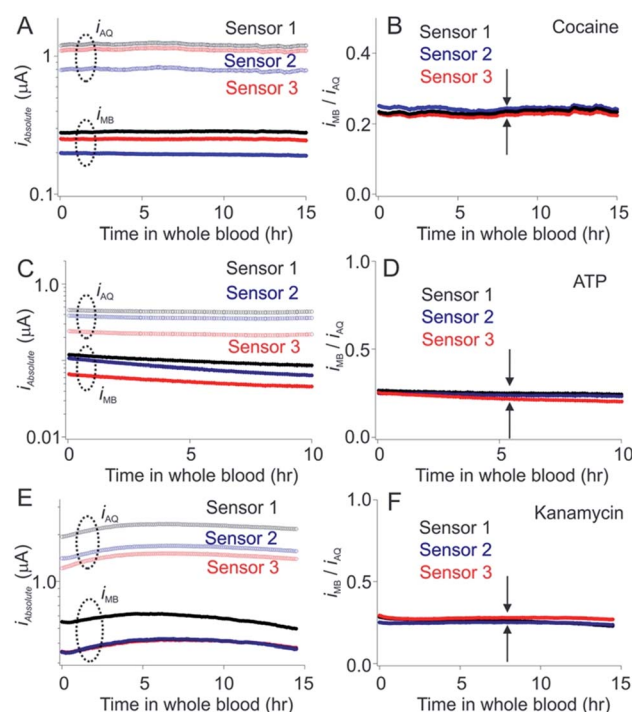 A
i_AQ
Sensor 1
Sensor 2
Sensor 3
i_MB
1
0.1
i_Absolute (μA)
0
5
10
15
Time in whole blood (hr)
B
Cocaine
0.4
0.2
0.0
i_MB / i_AQ
0
5
10
15
Time in whole blood (hr)
C
i_AQ
Sensor 1
Sensor 2
Sensor 3
i_MB
1.0
0.01
i_Absolute (μA)
0
5
10
Time in whole blood (hr)
D
ATP
Sensor 1
Sensor 2
Sensor 3
1.0
0.5
0.0
i_MB / i_AQ
0
5
10
Time in whole blood (hr)
E
i_AQ
Sensor 1
Sensor 2
Sensor 3
i_MB
1.0
i_Absolute (μA)
0
5
10
15
Time in whole blood (hr)
F
Kanamycin
Sensor 1
Sensor 2
Sensor 3
1.0
0.5
0.0
i_MB / i_AQ
0
5
10
15
Time in whole blood (hr)